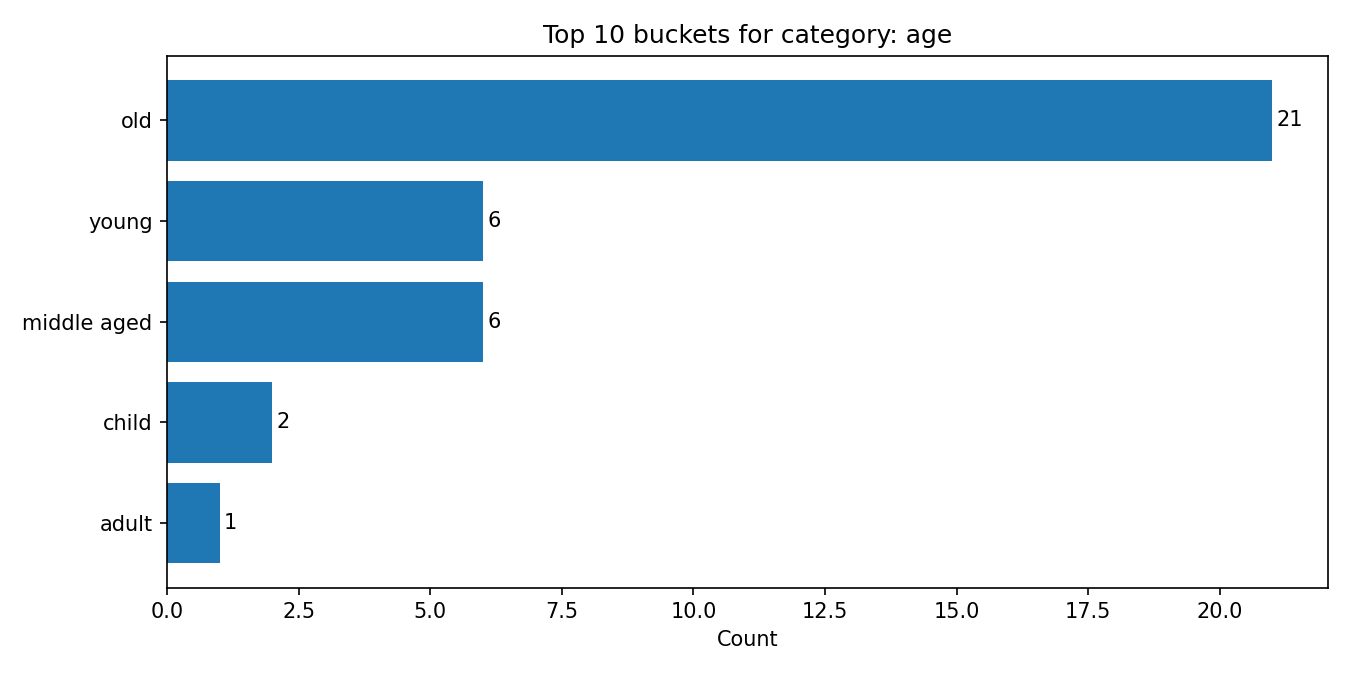 Top 10 buckets for category: age
old
21
young
6
middle aged
6
child
2
adult
1
0.0 2.5 5.0 7.5 10.0 12.5 15.0 17.5 20.0
Count